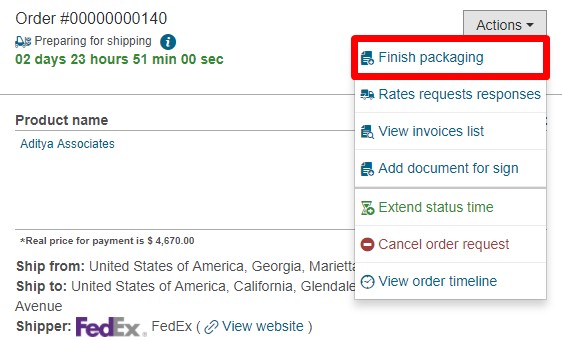 Order #00000000140
Actions
Preparing for shipping
02 days 23 hours 51 min 00 sec
Finish packaging
Rates requests responses
Product name
View invoices list
Aditya Associates
Add document for sign
Extend status time
*Real price for payment is $ 4,670.00
Cancel order request
Ship from: United States of America, Georgia, Marietta
Ship to: United States of America, California, Glendale
View order timeline
Avenue
Shipper: FedEx. FedEx ( View website )